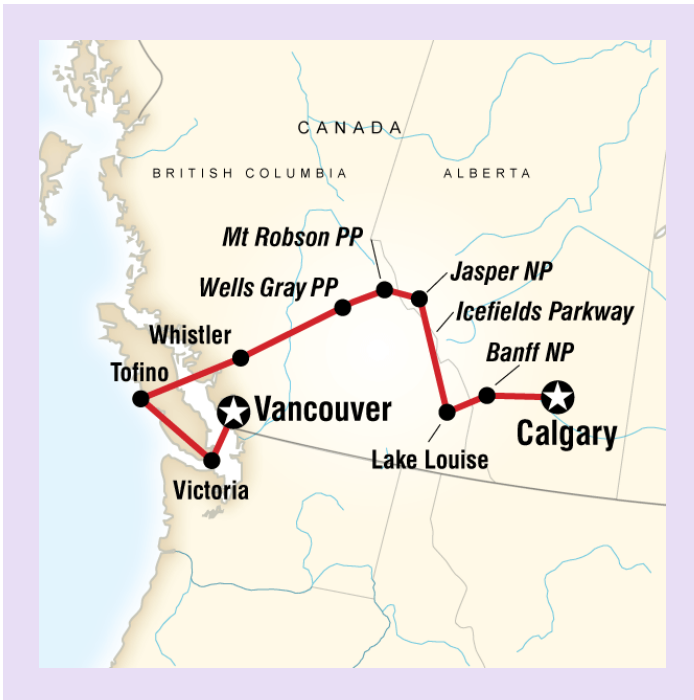 CANADA
BRITISH COLUMBIA
ALBERTA
Mt Robson PP
Jasper NP
Wells Gray PP
Icefields Parkway
Whistler
Banff NP
Tofino
Vancouver
Calgary
Lake Louise
Victoria